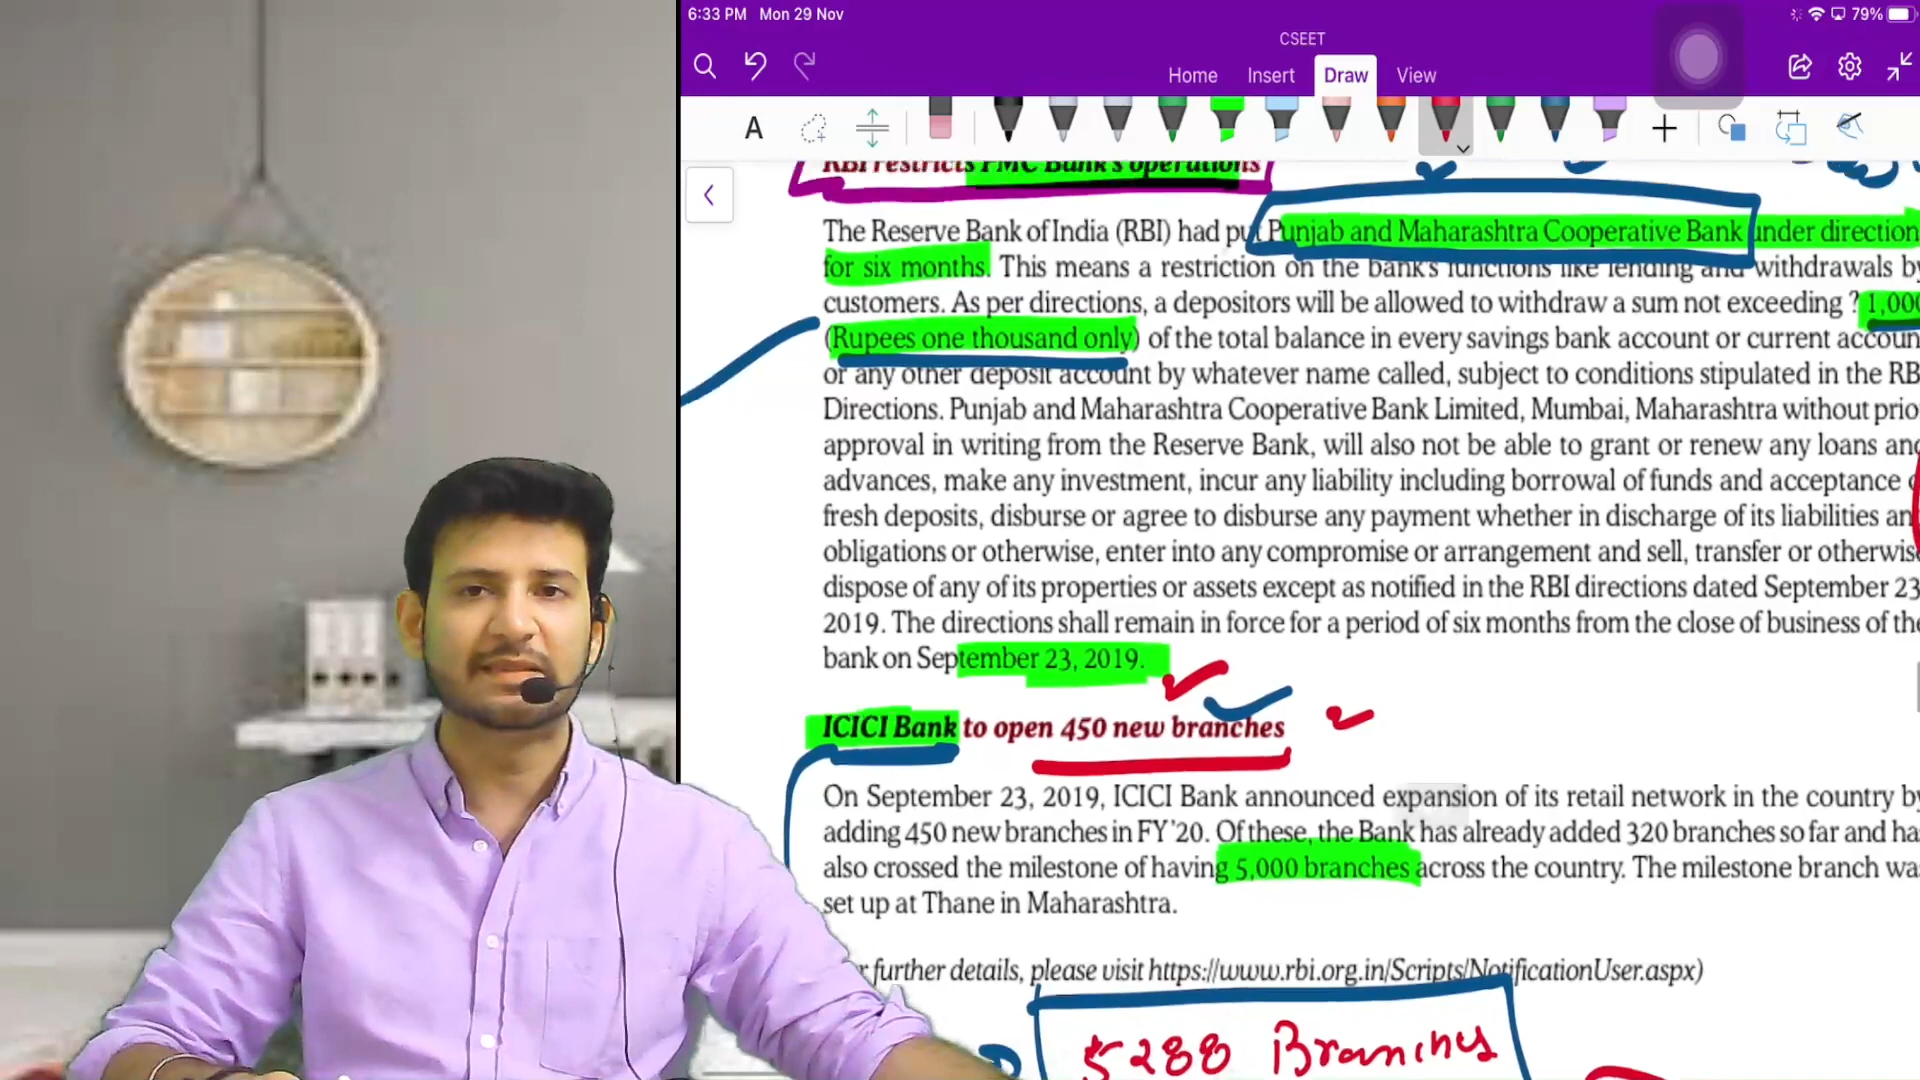 6:33 PM Mon 29 Nov
79%
CSEET
Home Insert Draw View
A
RBI restricts PMC Bank's operations
The Reserve Bank of India (RBI) had put Punjab and Maharashtra Cooperative Bank under direction
for six months. This means a restriction on the bank's functions like lending and withdrawals by
customers. As per directions, a depositors will be allowed to withdraw a sum not exceeding ? 1,000
(Rupees one thousand only) of the total balance in every savings bank account or current accoun
or any other deposit account by whatever name called, subject to conditions stipulated in the RB
Directions. Punjab and Maharashtra Cooperative Bank Limited, Mumbai, Maharashtra without prio
approval in writing from the Reserve Bank, will also not be able to grant or renew any loans and
advances, make any investment, incur any liability including borrowal of funds and acceptance o
fresh deposits, disburse or agree to disburse any payment whether in discharge of its liabilities an
obligations or otherwise, enter into any compromise or arrangement and sell, transfer or otherwise
dispose of any of its properties or assets except as notified in the RBI directions dated September 23
2019. The directions shall remain in force for a period of six months from the close of business of the
bank on September 23, 2019.
ICICI Bank to open 450 new branches
On September 23, 2019, ICICI Bank announced expansion of its retail network in the country by
adding 450 new branches in FY'20. Of these, the Bank has already added 320 branches so far and ha
also crossed the milestone of having 5,000 branches across the country. The milestone branch wa
set up at Thane in Maharashtra.
r further details, please visit https://www.rbi.org.in/Scripts/NotificationUser.aspx)
5288 Branches